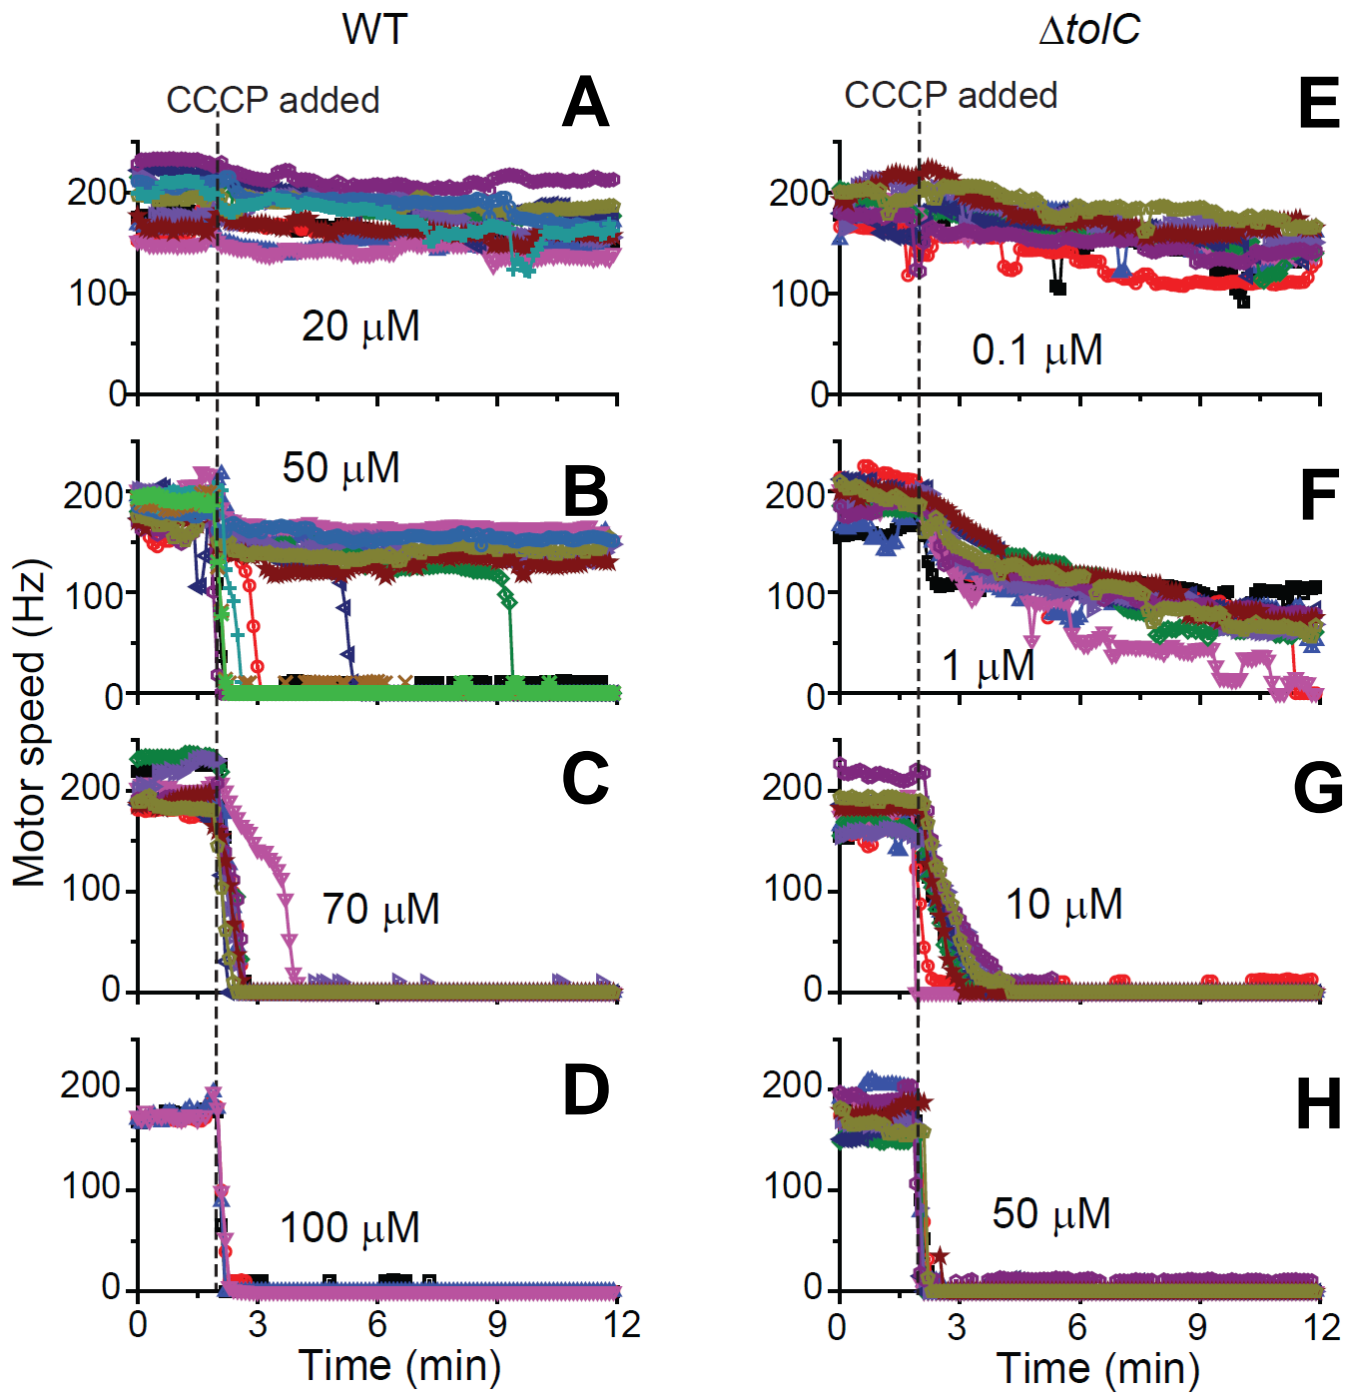 WT
ΔtolC
CCCP added
A
CCCP added
E
200
100
0
20 μM
200
100
0
0.1 μM
50 μM
B
200
100
0
F
200
100
0
1 μM
C
200
100
0
70 μM
G
200
100
0
10 μM
D
200
100
0
100 μM
H
200
100
0
50 μM
Motor speed (Hz)
0 3 6 9 12
Time (min)
0 3 6 9 12
Time (min)